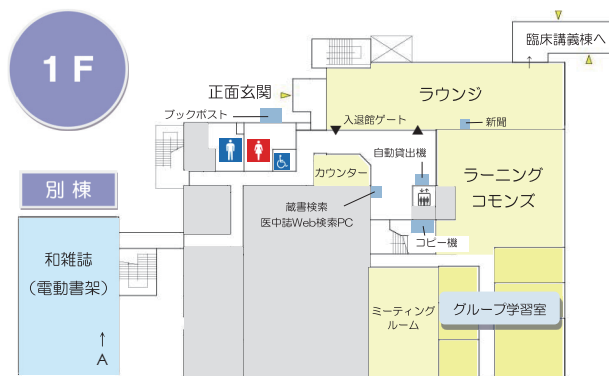 1F
臨床講義棟へ
正面玄関
ラウンジ
ブックポスト
入退館ゲート
新聞
自動貸出機
カウンター
ラーニング
コモンズ
別棟
蔵書検索
医中誌Web検索PC
コピー機
和雑誌
（電動書架）
ミーティング
ルーム
グループ学習室
↑
A